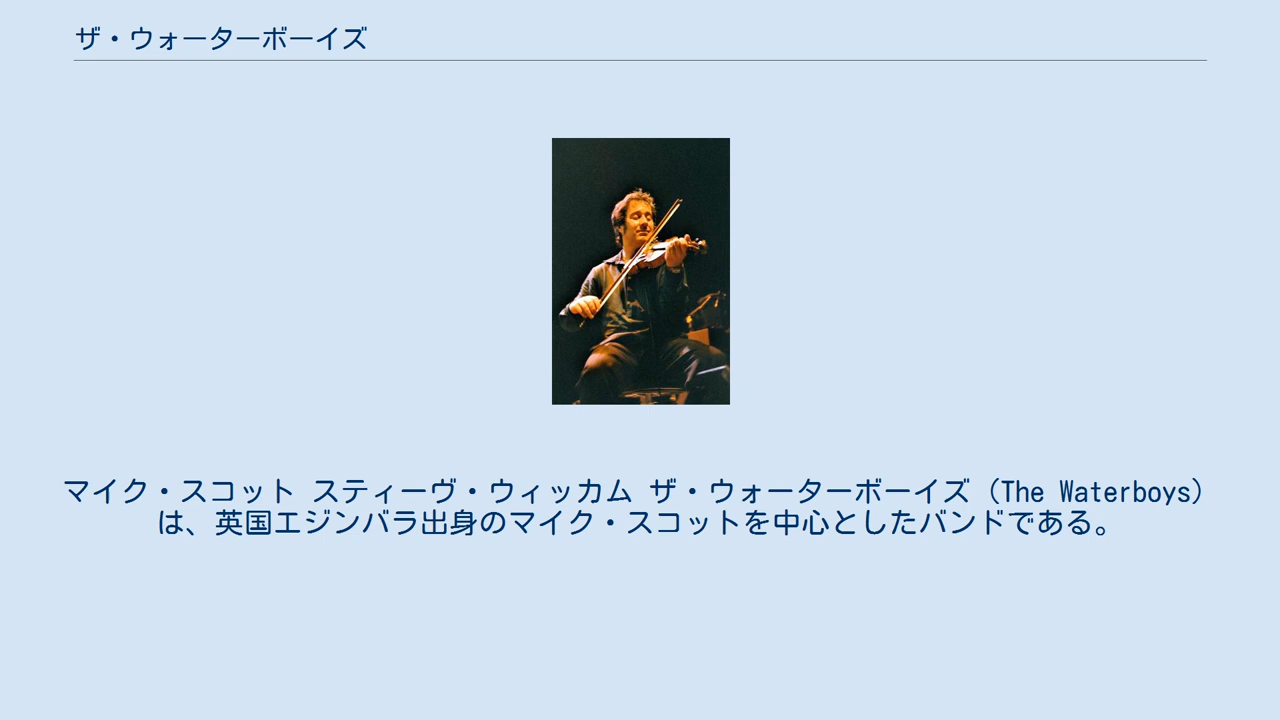 ザ・ウォーターボーイズ
マイク・スコット スティーヴ・ウィッカム ザ・ウォーターボーイズ（The Waterboys）
は、英国エジンバラ出身のマイク・スコットを中心としたバンドである。